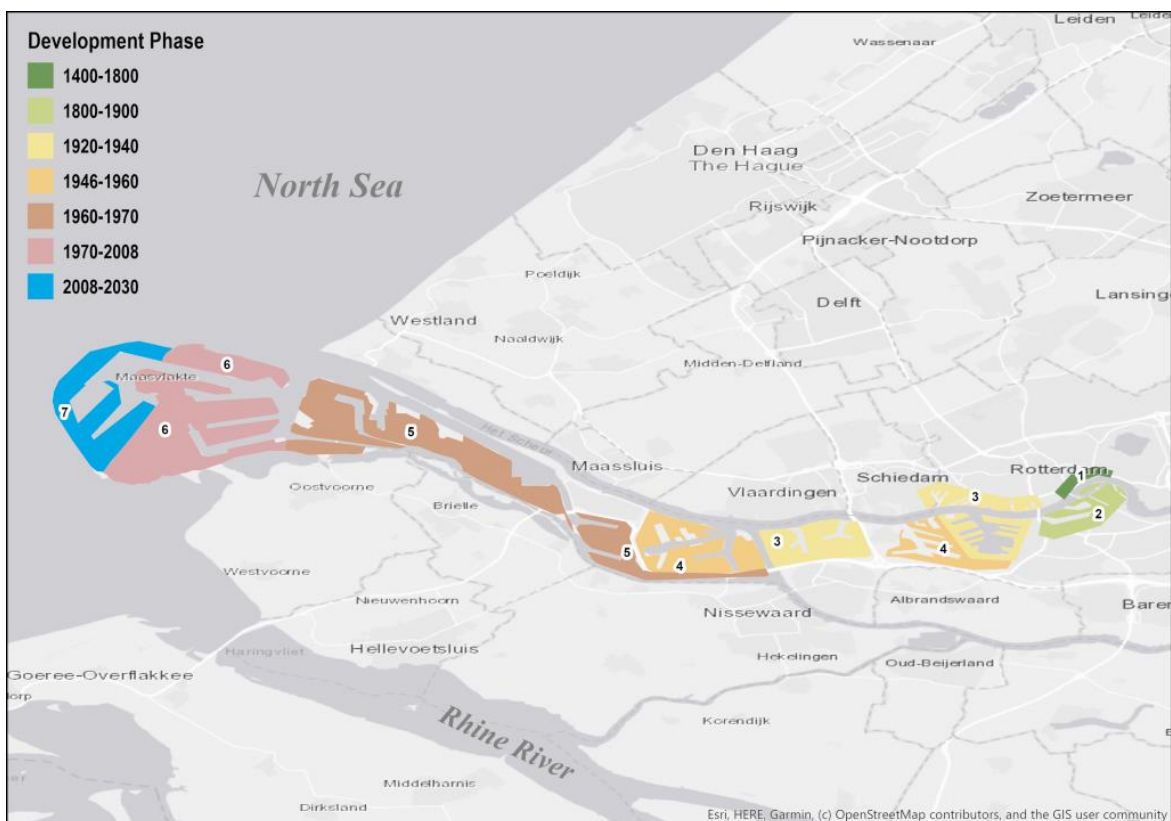 Development Phase
1400-1800
1800-1900
1920-1940
1946-1960
1960-1970
1970-2008
2008-2030
Leiden
Wassenaar
North Sea
Den Haag
The Hague
Zoetermeer
Rijswijk
Pijnacker-Nootdorp
Poeldijk
Delft
Westland
Naaldwijk
Midden-Delfland
6
Maasvlakte
7
6
5
Het Scheur
Maassluis
Schiedam
Rotterdam
1
Vlaardingen
3
2
Oostvoorne
Brielle
3
5
4
4
Westvoorne
Nieuwenhoorn
Nissewaard
Albrandswaard
Hellevoetsluis
Haringvliet
Hekelingen
Oud-Beijerland
Goeree-Overflakkee
Rhine River
Korendijk
Middelharnis
Dirksland
Esri, HERE, Garmin, (c) OpenStreetMap contributors, and the GIS user community